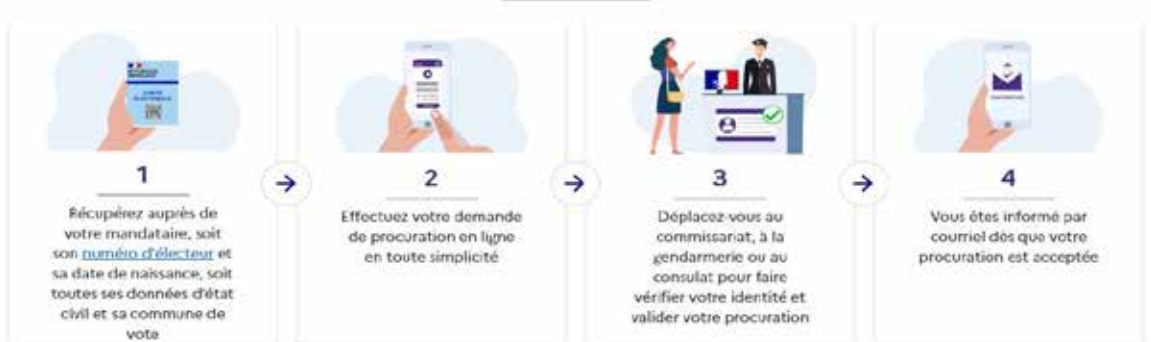 1
Récupérez auprès de
votre mandataire, soit
son numéro d'électeur et
sa date de naissance, soit
toutes ses données d'état
civil et sa commune de
vote
2
Effectuez votre demande
de procuration en ligne
en toute simplicité
3
Déplacez-vous au
commissariat, à la
gendarmerie ou au
consulat pour faire
vérifier votre identité et
valider votre procuration
4
Vous êtes informé par
courriel dès que votre
procuration est acceptée